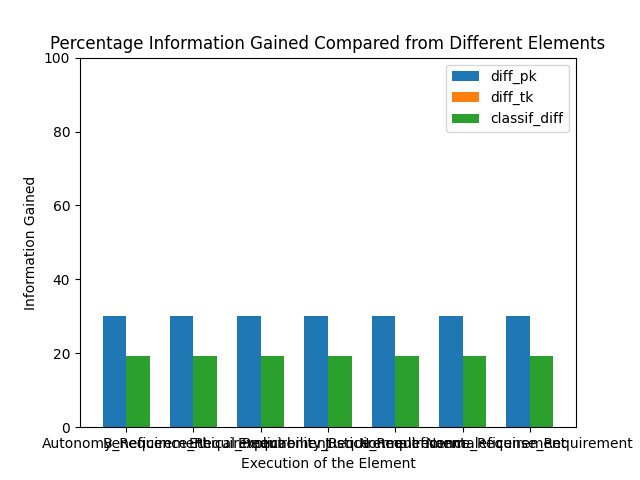 Percentage Information Gained Compared from Different Elements
diff_pk
diff_tk
classif_diff
100
80
60
40
20
0
Information Gained
Execution of the Element